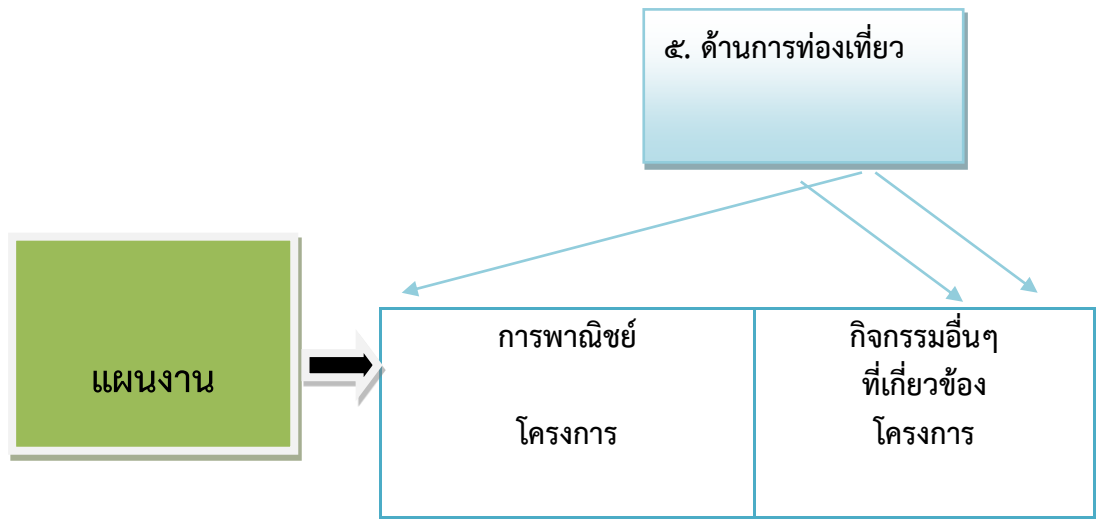 ๕. ด้านการท่องเที่ยว
แผนงาน
การพาณิชย์
โครงการ
กิจกรรมอื่นๆ
ที่เกี่ยวข้อง
โครงการ